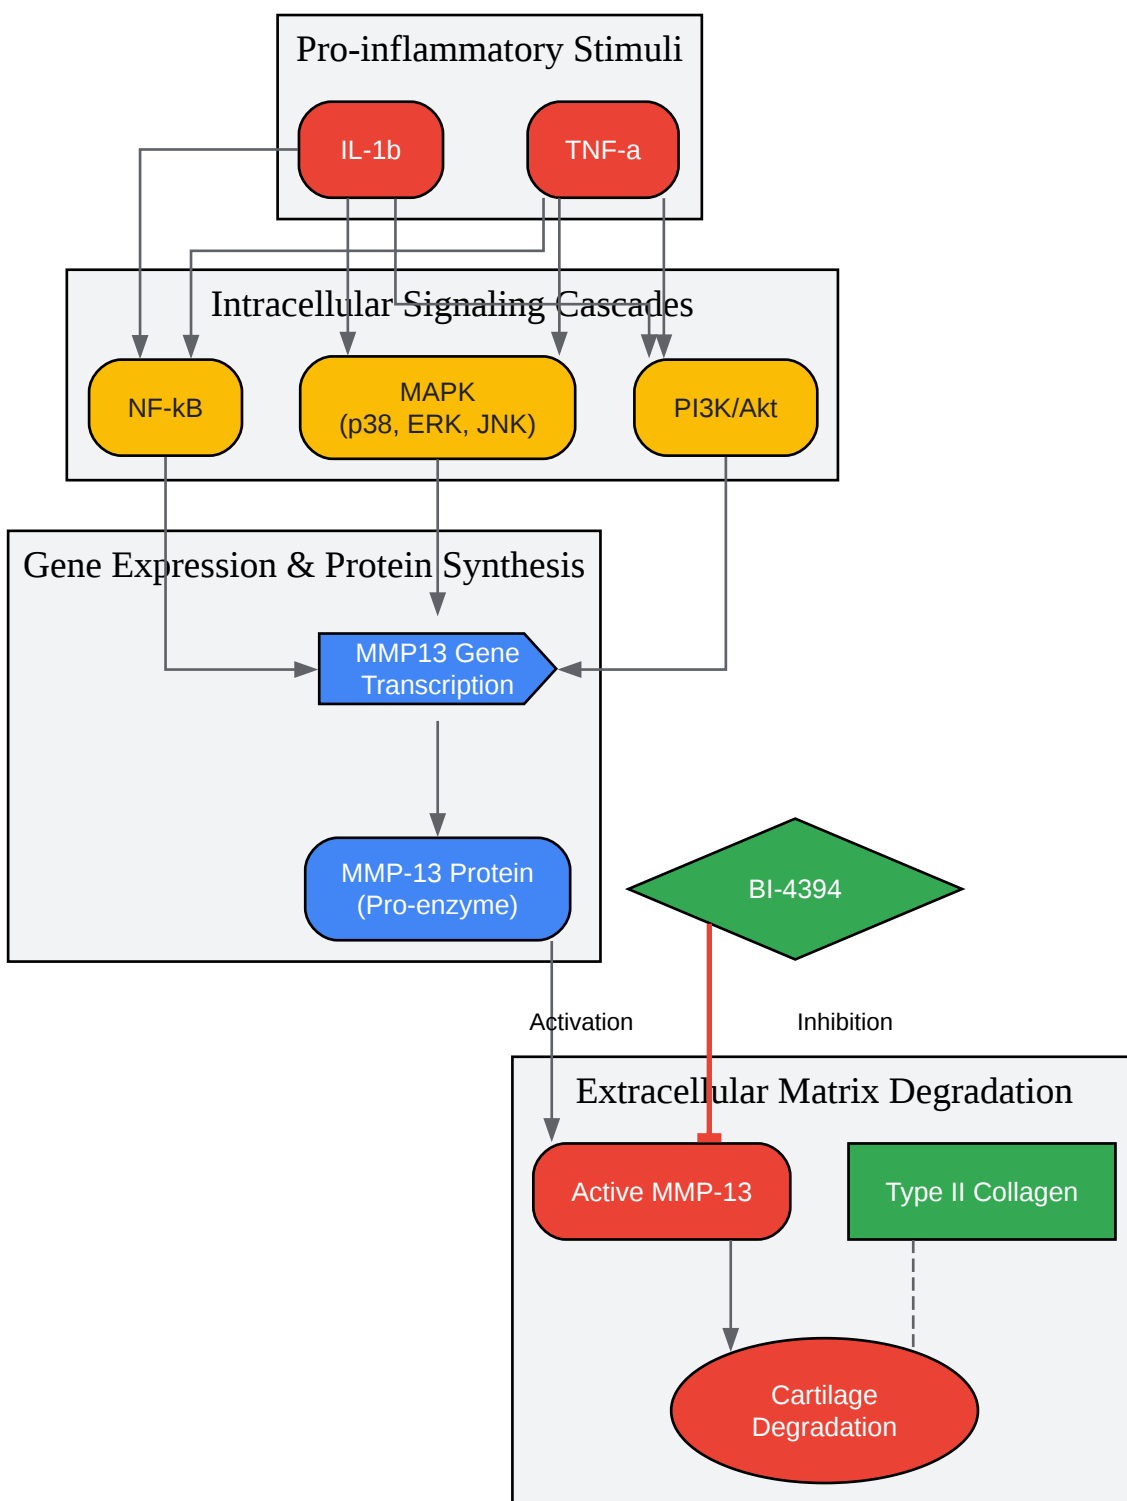 Pro-inflammatory Stimuli
IL-1b
TNF-a
Intracellular Signaling Cascades
NF-kB
MAPK
(p38, ERK, JNK)
PI3K/Akt
Gene Expression & Protein Synthesis
MMP13 Gene
Transcription
MMP-13 Protein
(Pro-enzyme)
BI-4394
Activation
Inhibition
Extracellular Matrix Degradation
Active MMP-13
Type II Collagen
Cartilage
Degradation